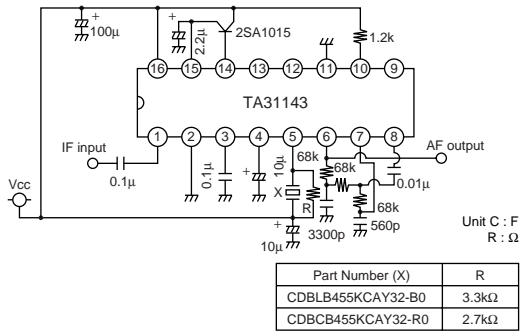 +
100μ
+
2.2μ
2SA1015
1.2k
16
15
14
13
12
11
10
9
TA31143
1
2
3
4
5
6
7
8
IF input
AF output
0.1μ
0.1μ
+
10μ
68k
68k
0.01μ
Vcc
X
R
68k
+
10μ
3300p
560p
Unit C : F
R : Ω
Part Number (X) R
CDBLB455KCAY32-B0 3.3kΩ
CDBCB455KCAY32-R0 2.7kΩ